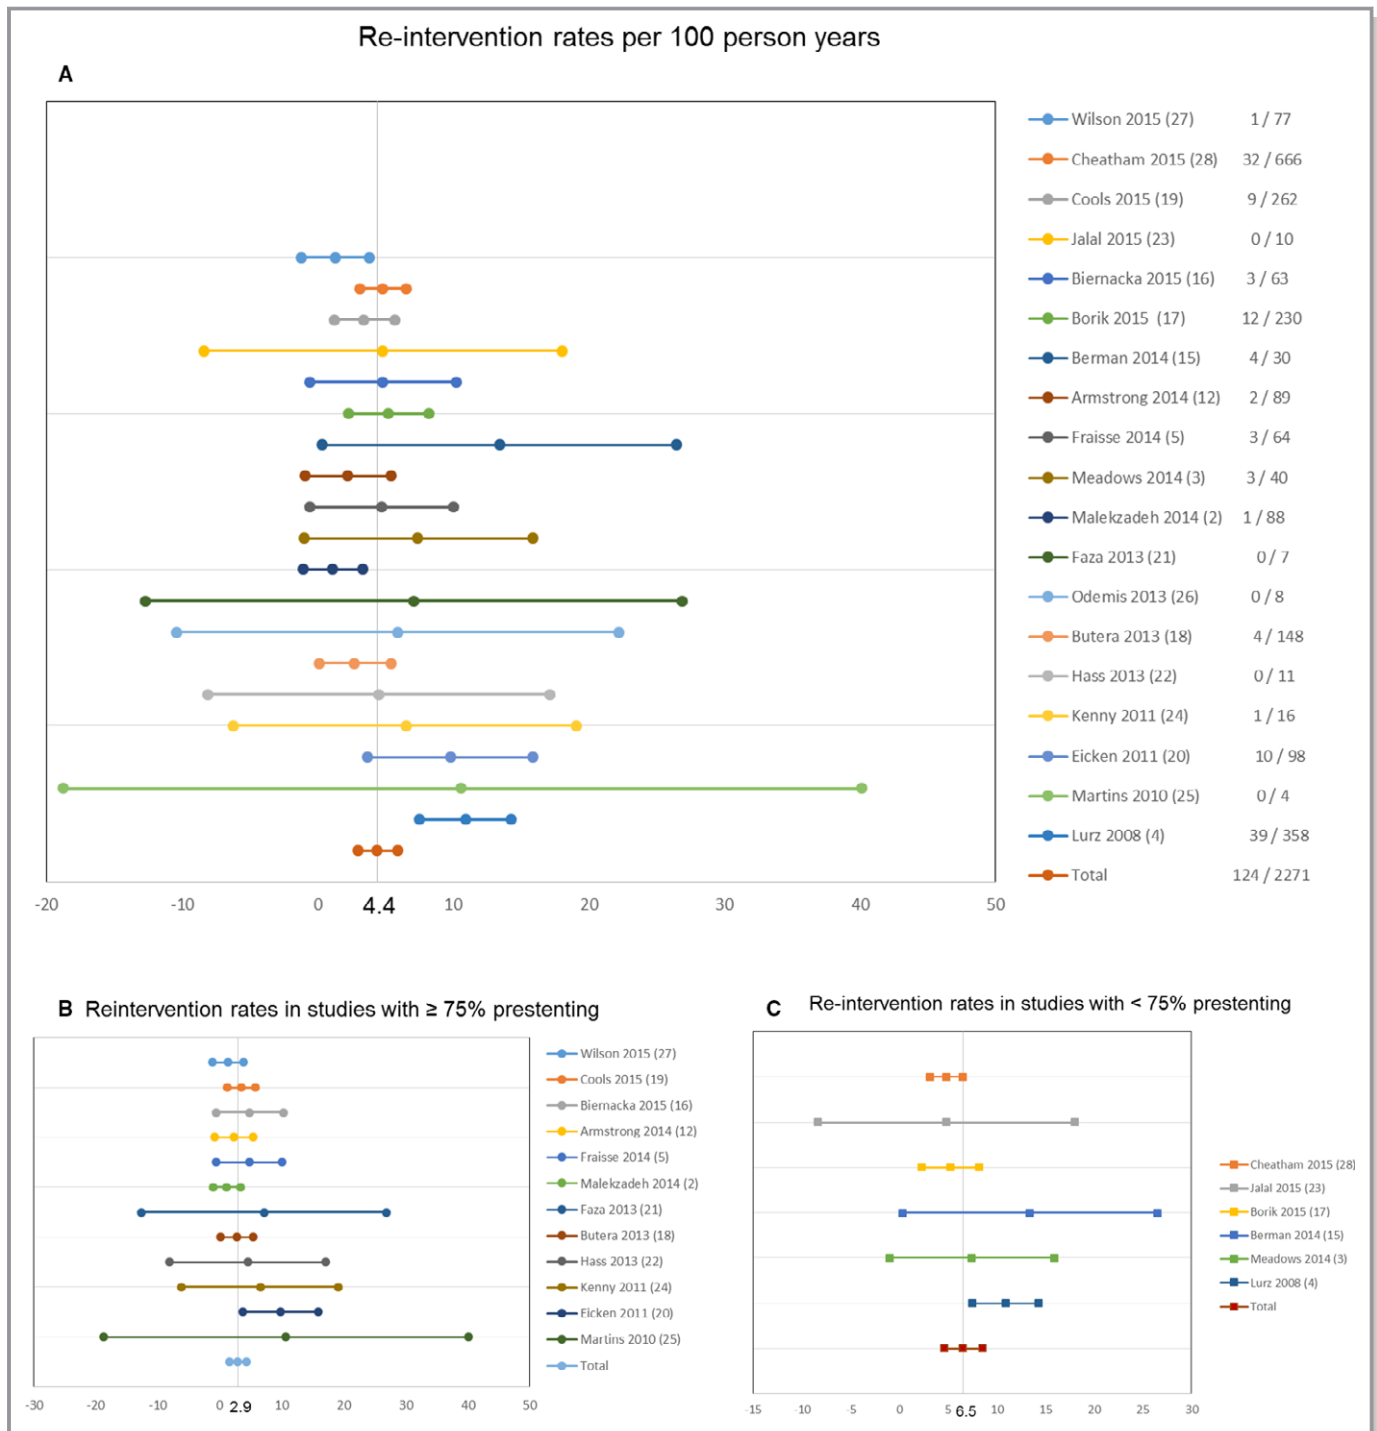 Re-intervention rates per 100 person years
A
Wilson 2015 (27) 1 / 77
Cheatham 2015 (28) 32 / 666
Cools 2015 (19) 9 / 262
Jalal 2015 (23) 0 / 10
Biernacka 2015 (16) 3 / 63
Borik 2015 (17) 12 / 230
Berman 2014 (15) 4 / 30
Armstrong 2014 (12) 2 / 89
Fraisse 2014 (5) 3 / 64
Meadows 2014 (3) 3 / 40
Malekzadeh 2014 (2) 1 / 88
Faza 2013 (21) 0 / 7
Odemis 2013 (26) 0 / 8
Butera 2013 (18) 4 / 148
Hass 2013 (22) 0 / 11
Kenny 2011 (24) 1 / 16
Eicken 2011 (20) 10 / 98
Martins 2010 (25) 0 / 4
Lurz 2008 (4) 39 / 358
Total 124 / 2271
-20 -10 0 4.4 10 20 30 40 50
B Reintervention rates in studies with ≥ 75% prestenting
Wilson 2015 (27)
Cools 2015 (19)
Biernacka 2015 (16)
Armstrong 2014 (12)
Fraisse 2014 (5)
Malekzadeh 2014 (2)
Faza 2013 (21)
Butera 2013 (18)
Hass 2013 (22)
Kenny 2011 (24)
Eicken 2011 (20)
Martins 2010 (25)
Total
-30 -20 -10 0 2.9 10 20 30 40 50
C Re-intervention rates in studies with < 75% prestenting
Cheatham 2015 (28)
Jalal 2015 (23)
Borik 2015 (17)
Berman 2014 (15)
Meadows 2014 (3)
Lurz 2008 (4)
Total
-15 -10 -5 0 5 6.5 10 15 20 25 30